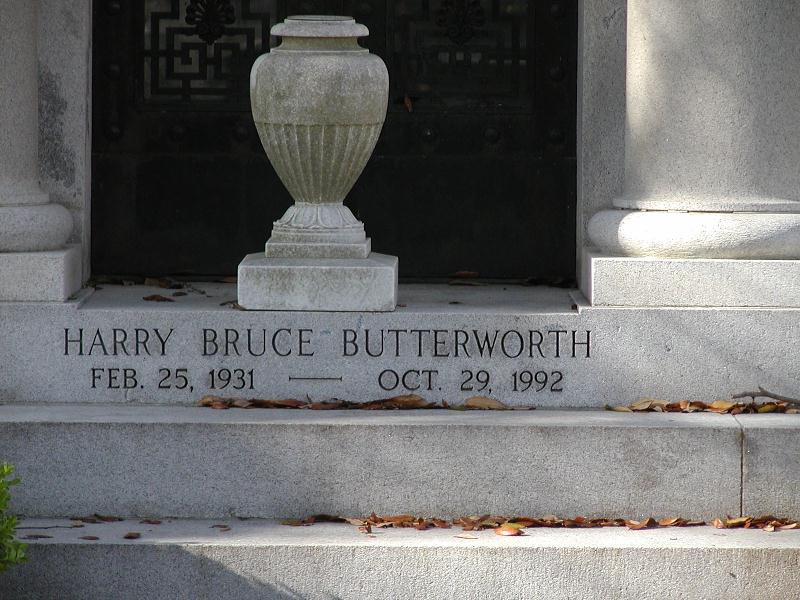 HARRY BRUCE BUTTERWORTH
FEB. 25, 1931 — OCT. 29, 1992